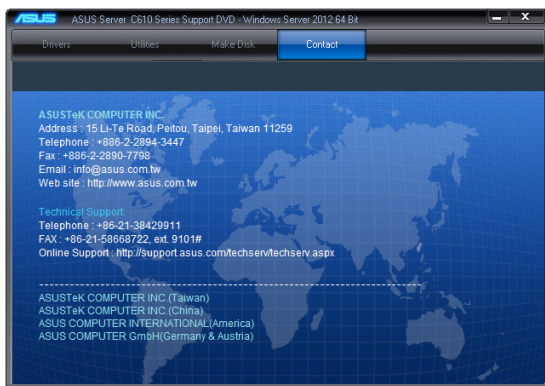 ASUS ASUS Server C610 Series Support DVD - Windows Server 2012 64 Bit
Drivers Utilities Make Disk Contact
ASUSTeK COMPUTER INC.
Address : 15 Li-Te Road, Peitou, Taipei, Taiwan 11259
Telephone : +886-2-2894-3447
Fax : +886-2-2890-7798
Email : info@asus.com.tw
Web site : http://www.asus.com.tw
Technical Support:
Telephone : +86-21-38429911
FAX : +86-21-58668722, ext. 9101#
Online Support : http://support.asus.com/techserv/techserv.aspx
ASUSTeK COMPUTER INC.(Taiwan)
ASUSTeK COMPUTER INC.(China)
ASUS COMPUTER INTERNATIONAL(America)
ASUS COMPUTER GmbH(Germany & Austria)